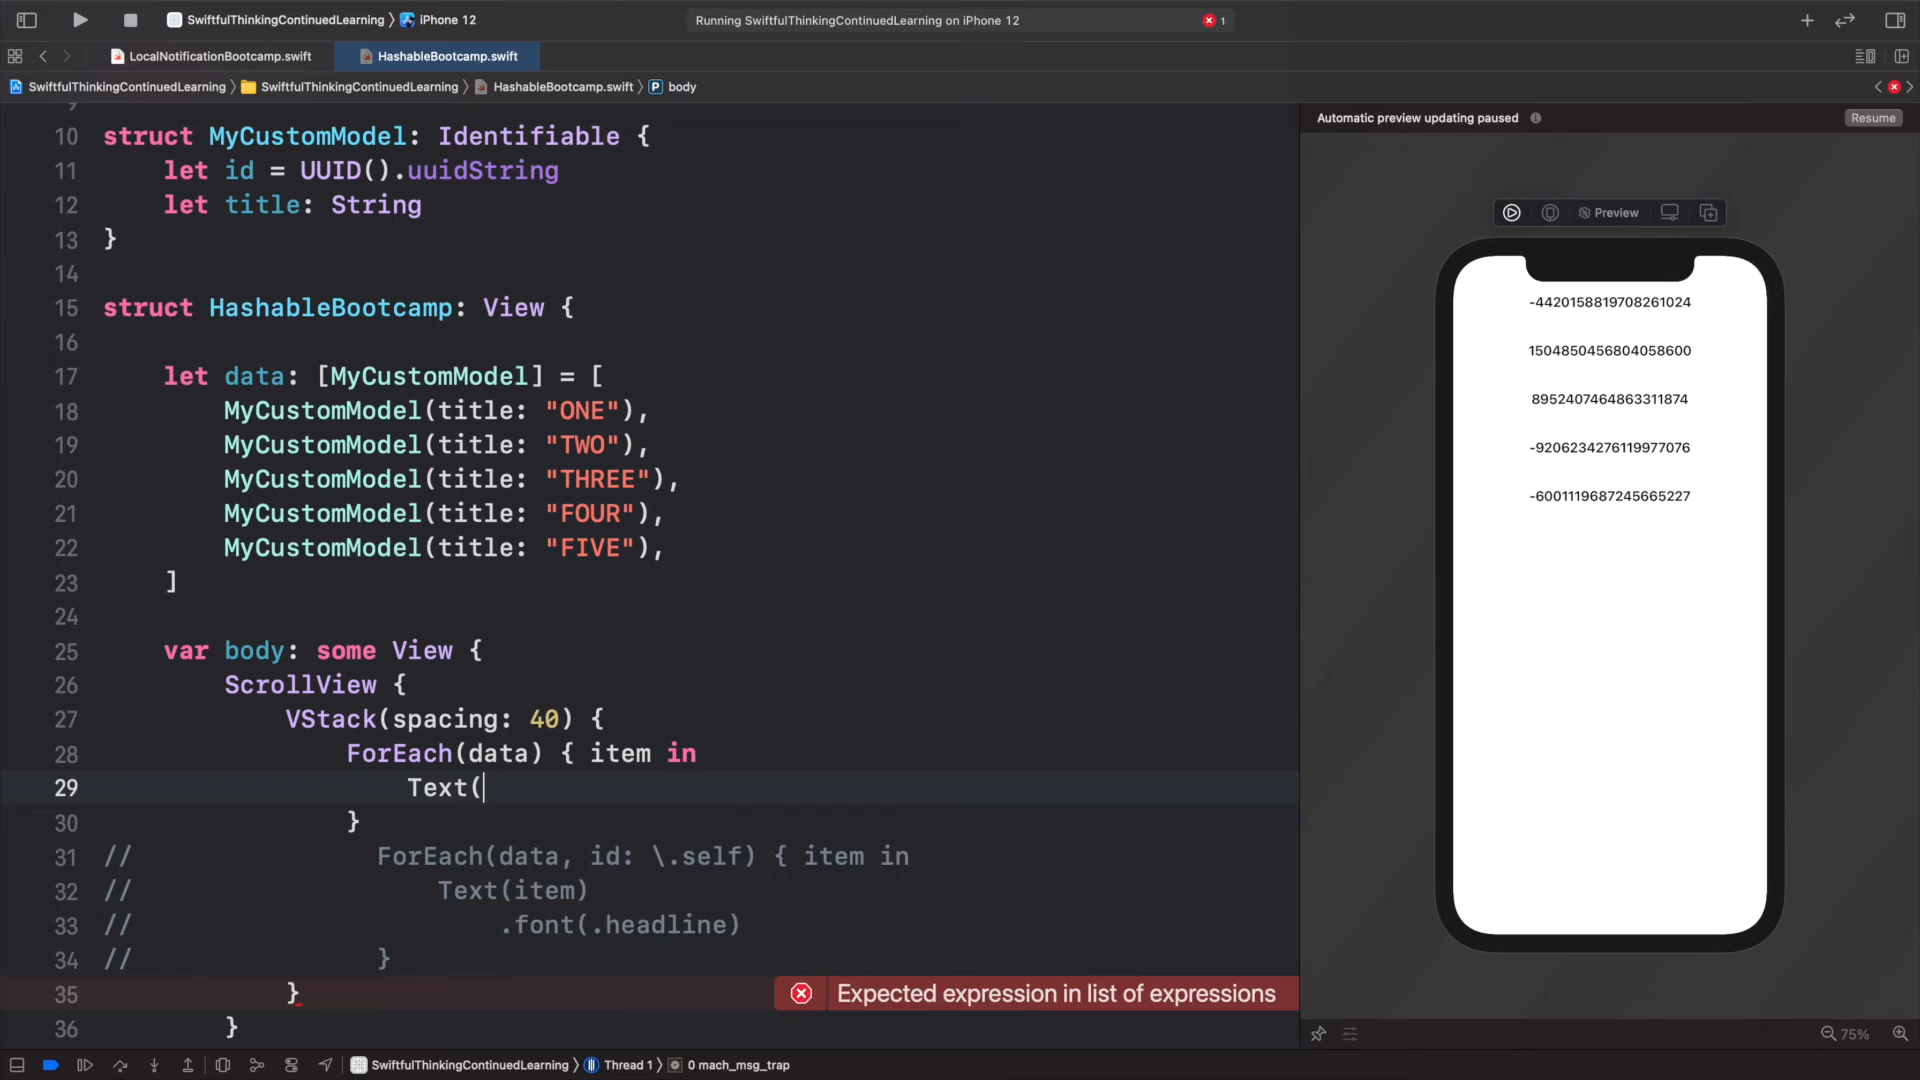 SwiftfulThinkingContinuedLearning 〉 iPhone 12
Running SwiftfulThinkingContinuedLearning on iPhone 12
1
LocalNotificationBootcamp.swift
HashableBootcamp.swift
SwiftfulThinkingContinuedLearning 〉 SwiftfulThinkingContinuedLearning 〉 HashableBootcamp.swift 〉 P body
10 struct MyCustomModel: Identifiable {
11 let id = UUID().uuidString
12 let title: String
13 }
14
15 struct HashableBootcamp: View {
16
17 let data: [MyCustomModel] = [
18 MyCustomModel(title: "ONE"),
19 MyCustomModel(title: "TWO"),
20 MyCustomModel(title: "THREE"),
21 MyCustomModel(title: "FOUR"),
22 MyCustomModel(title: "FIVE"),
23 ]
24
25 var body: some View {
26 ScrollView {
27 VStack(spacing: 40) {
28 ForEach(data) { item in
29 Text(
30 }
31 // ForEach(data, id: \.self) { item in
32 // Text(item)
33 // .font(.headline)
34 // }
35 }
Expected expression in list of expressions
36 }
Automatic preview updating paused
Resume
Preview
-4420158819708261024
1504850456804058600
8952407464863311874
-9206234276119977076
-6001119687245665227
75%
SwiftfulThinkingContinuedLearning 〉 Thread 1 〉 0 mach_msg_trap